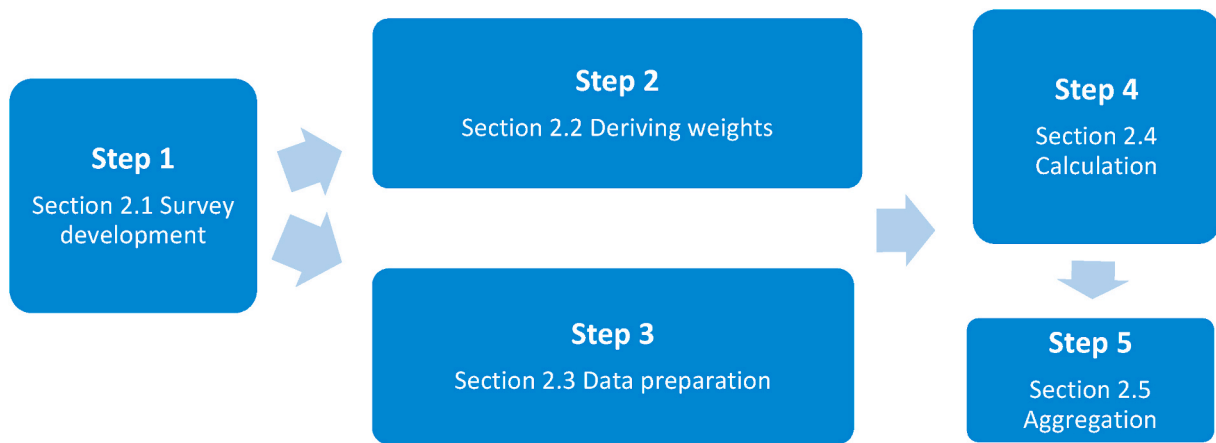 Step 1
Section 2.1 Survey
development
Step 2
Section 2.2 Deriving weights
Step 3
Section 2.3 Data preparation
Step 4
Section 2.4
Calculation
Step 5
Section 2.5
Aggregation